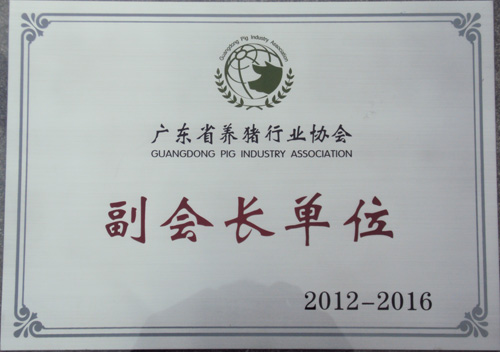 Guangdong Pig Industry Association
广东省养猪行业协会
GUANGDONG PIG INDUSTRY ASSOCIATION
副会长单位
2012-2016